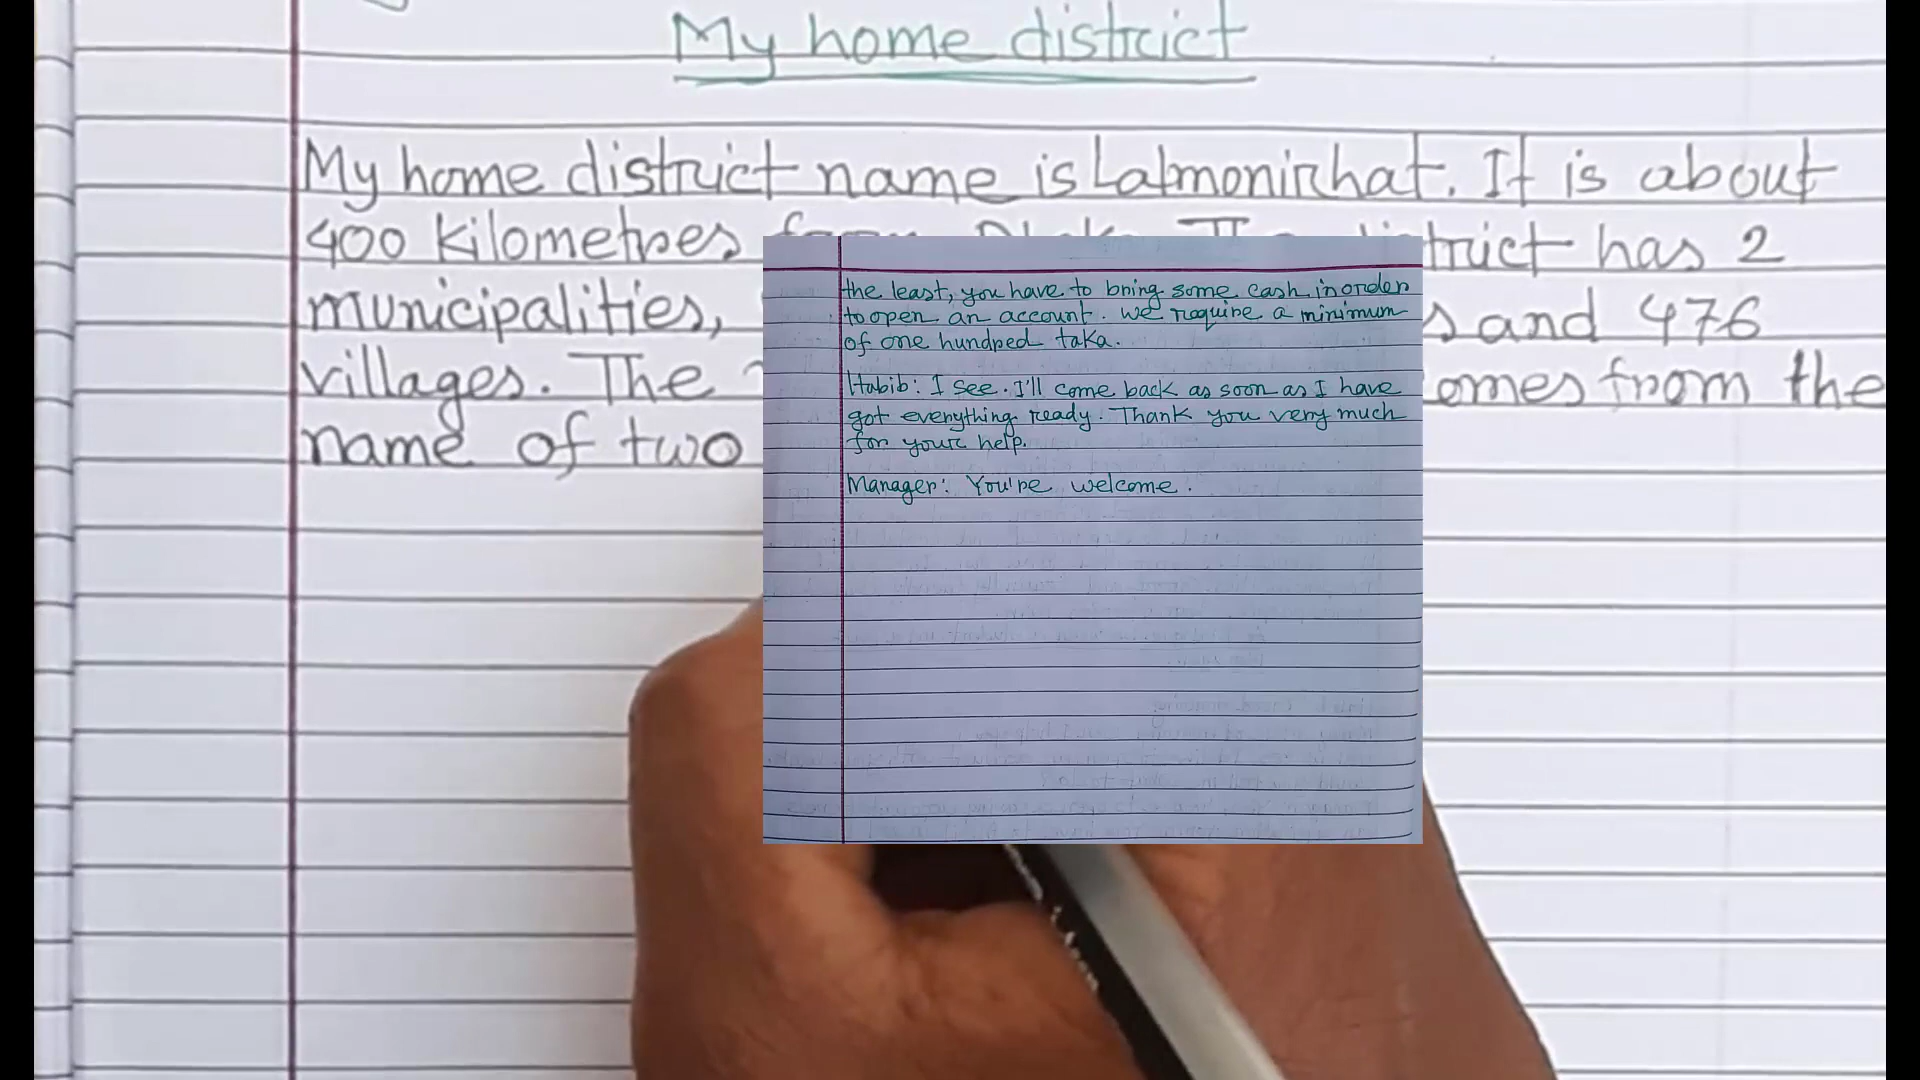 My home district
My home district name is Lalmonirhat. It is about
400 kilometres from Dhaka. The district has 2
municipalities, and 476
villages. The comes from the
name of two
the least, you have to bring some cash in order
to open an account. We require a minimum
of one hundred taka.
Habib: I see. I'll come back as soon as I have
got everything ready. Thank you very much
for your help.
Manager: You're welcome.